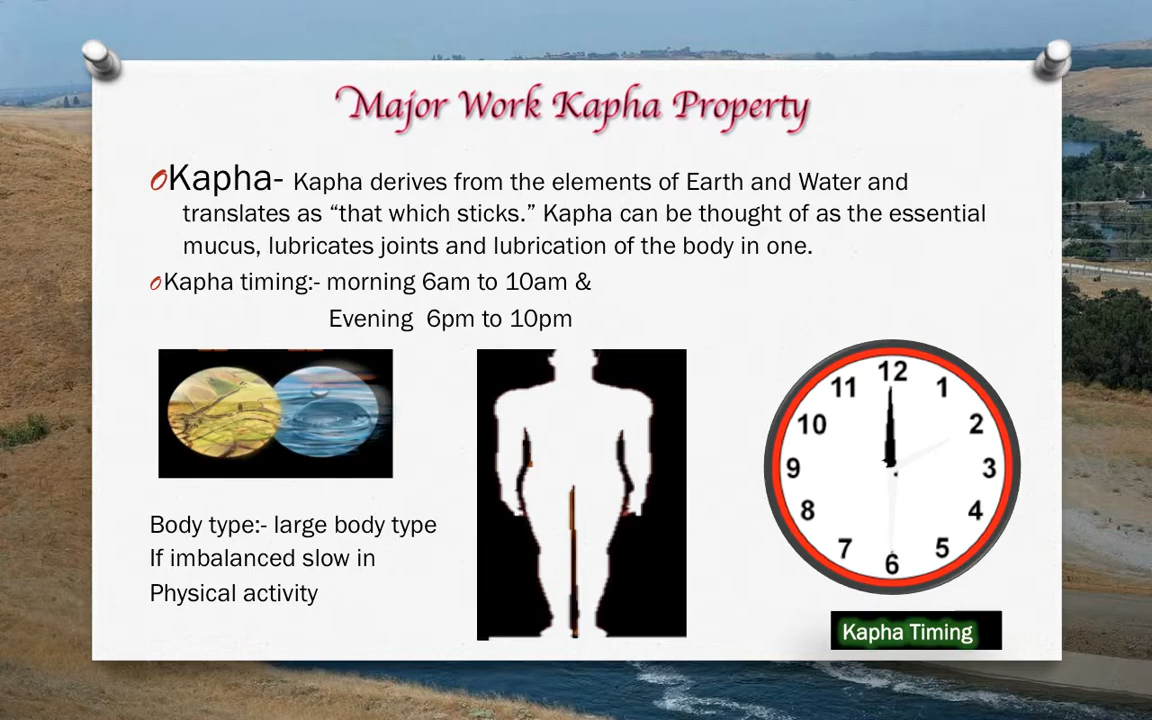 Major Work Kapha Property
Kapha- Kapha derives from the elements of Earth and Water and
translates as “that which sticks.” Kapha can be thought of as the essential
mucus, lubricates joints and lubrication of the body in one.
Kapha timing:- morning 6am to 10am &
Evening 6pm to 10pm
12
11 1
10 2
9 3
8 4
7 5
6
Body type:- large body type
If imbalanced slow in
Physical activity
Kapha Timing